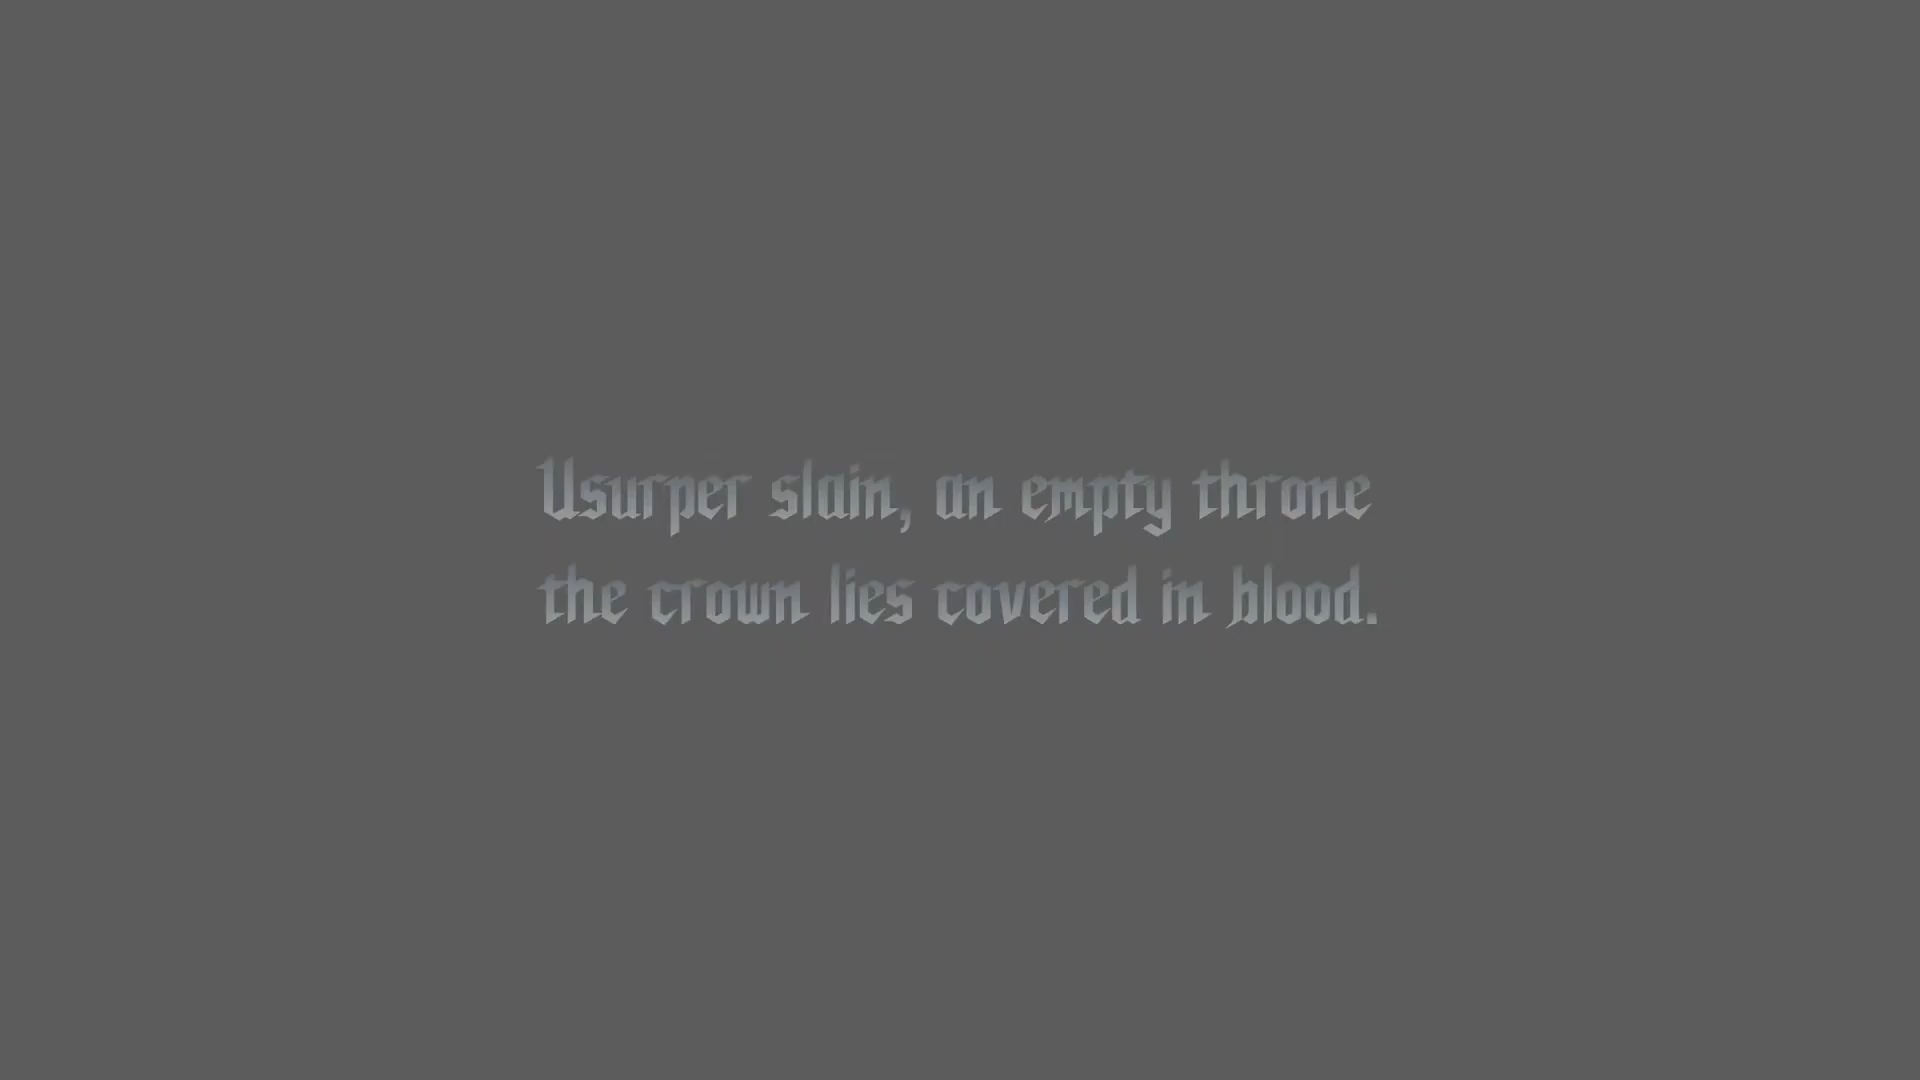 Usurper slain, an empty throne
the crown lies covered in blood.